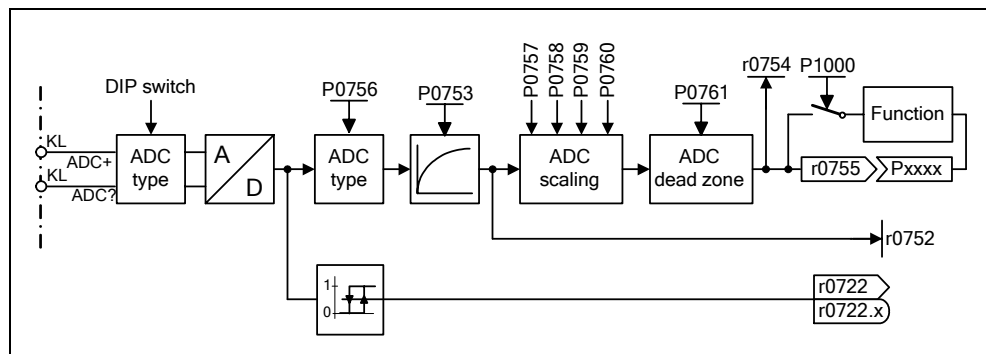 DIP switch
KL
ADC+
KL
ADC?
ADC
type
A
D
P0756
ADC
type
P0753
P0757
P0758
P0759
P0760
ADC
scaling
P0761
ADC
dead zone
r0754
P1000
Function
r0755
Pxxxx
r0752
1
0
r0722
r0722.x